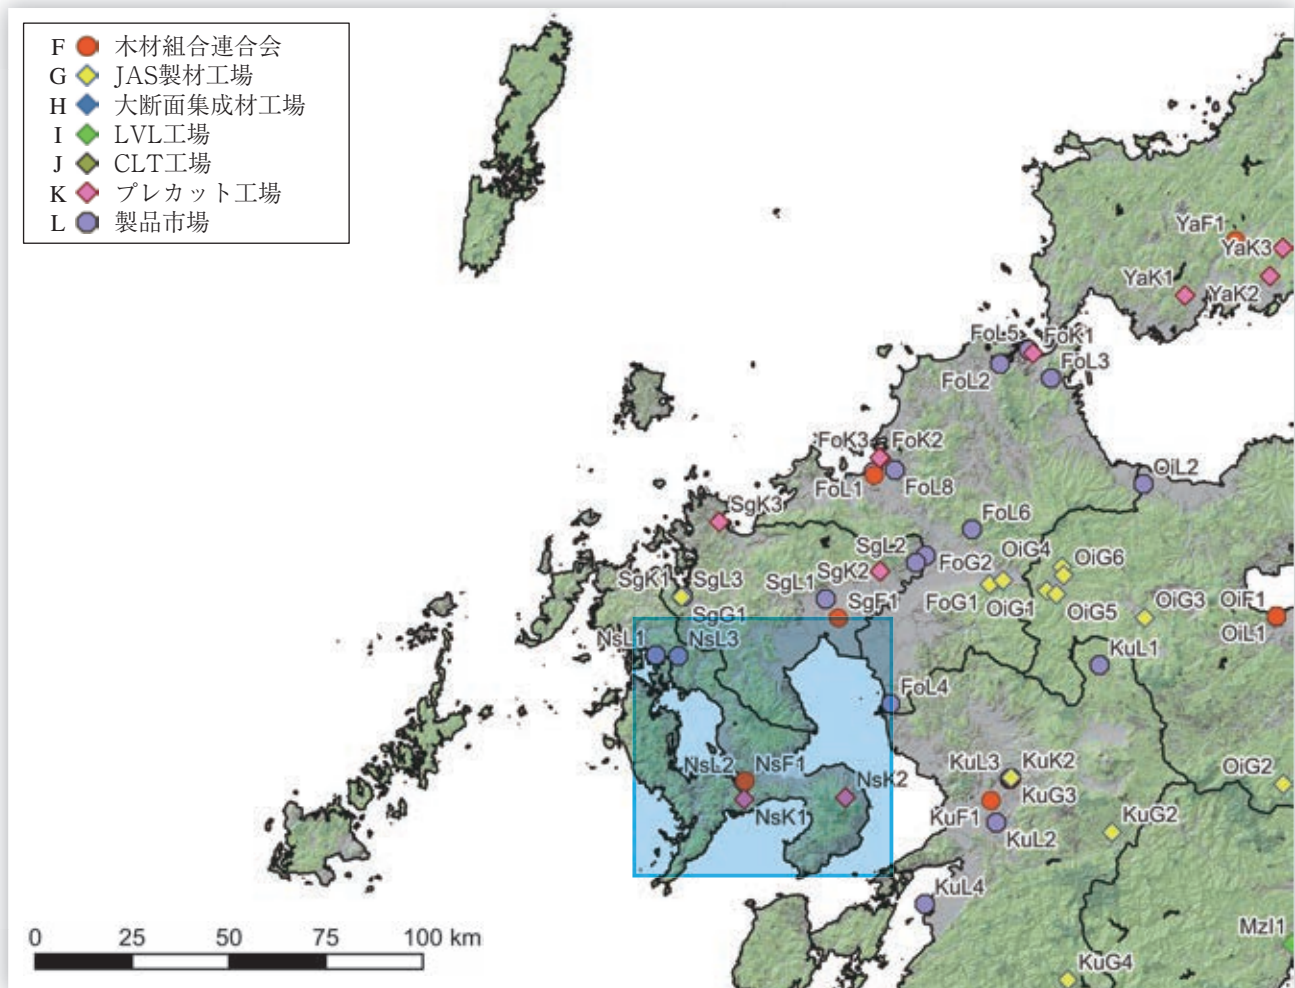 F 木材組合連合会
G JAS製材工場
H 大断面集成材工場
I LVL工場
J CLT工場
K プレカット工場
L 製品市場
YaF1
YaK3
YaK1
YaK2
FoL5 FoK1
FoL2
FoL3
FoK3 FoK2
FoL1
FoL8
OiL2
SgK3
FoL6
SgL2
FoG2
OiG4
OiG6
SgK1 SgL3
SgL1
SgK2
SgF1
FoG1
OiG1
OiG5
OiG3
OiF1
OiL1
SgG1
NsL1
NsL3
KuL1
FoL4
NsL2
NsF1
NsK2
NsK1
KuL3
KuK2
KuG3
KuF1
KuL2
KuG2
OiG2
KuL4
MzI1
KuG4
0 25 50 75 100 km